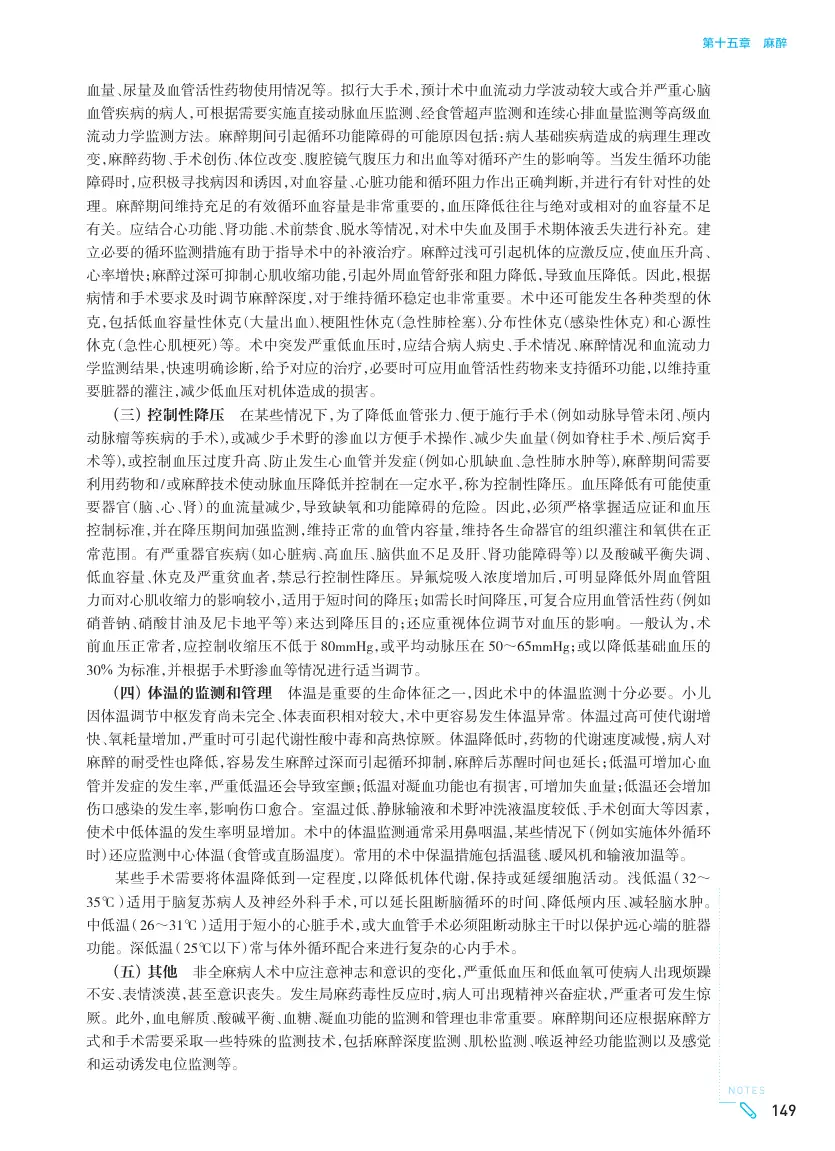 第十五章 麻醉
血量、尿量及血管活性药物使用情况等。拟行大手术，预计术中血流动力学波动较大或合并严重心脑
血管疾病的病人，可根据需要实施直接动脉血压监测、经食管超声监测和连续心排血量监测等高级血
流动力学监测方法。麻醉期间引起循环功能障碍的可能原因包括：病人基础疾病造成的病理生理改
变，麻醉药物、手术创伤、体位改变、腹腔镜气腹压力和出血等对循环产生的影响等。当发生循环功能
障碍时，应积极寻找病因和诱因，对血容量、心脏功能和循环阻力作出正确判断，并进行有针对性的处
理。麻醉期间维持充足的有效循环血容量是非常重要的，血压降低往往与绝对或相对的血容量不足
有关。应结合心功能、肾功能、术前禁食、脱水等情况，对术中失血及围手术期体液丢失进行补充。建
立必要的循环监测措施有助于指导术中的补液治疗。麻醉过浅可引起机体的应激反应，使血压升高、
心率增快；麻醉过深可抑制心肌收缩功能，引起外周血管舒张和阻力降低，导致血压降低。因此，根据
病情和手术要求及时调节麻醉深度，对于维持循环稳定也非常重要。术中还可能发生各种类型的休
克，包括低血容量性休克（大量出血）、梗阻性休克（急性肺栓塞）、分布性休克（感染性休克）和心源性
休克（急性心肌梗死）等。术中突发严重低血压时，应结合病人病史、手术情况、麻醉情况和血流动力
学监测结果，快速明确诊断，给予对应的治疗，必要时可应用血管活性药物来支持循环功能，以维持重
要脏器的灌注，减少低血压对机体造成的损害。
（三）控制性降压 在某些情况下，为了降低血管张力、便于施行手术（例如动脉导管未闭、颅内
动脉瘤等疾病的手术），或减少手术野的渗血以方便手术操作、减少失血量（例如脊柱手术、颅后窝手
术等），或控制血压过度升高、防止发生心血管并发症（例如心肌缺血、急性肺水肿等），麻醉期间需要
利用药物和/或麻醉技术使动脉血压降低并控制在一定水平，称为控制性降压。血压降低有可能使重
要器官（脑、心、肾）的血流量减少，导致缺氧和功能障碍的危险。因此，必须严格掌握适应证和血压
控制标准，并在降压期间加强监测，维持正常的血管内容量，维持各生命器官的组织灌注和氧供在正
常范围。有严重器官疾病（如心脏病、高血压、脑供血不足及肝、肾功能障碍等）以及酸碱平衡失调、
低血容量、休克及严重贫血者，禁忌行控制性降压。异氟烷吸入浓度增加后，可明显降低外周血管阻
力而对心肌收缩力的影响较小，适用于短时间的降压；如需长时间降压，可复合应用血管活性药（例如
硝普钠、硝酸甘油及尼卡地平等）来达到降压目的；还应重视体位调节对血压的影响。一般认为，术
前血压正常者，应控制收缩压不低于 80mmHg，或平均动脉压在 50～65mmHg；或以降低基础血压的
30% 为标准，并根据手术野渗血等情况进行适当调节。
（四）体温的监测和管理 体温是重要的生命体征之一，因此术中的体温监测十分必要。小儿
因体温调节中枢发育尚未完全、体表面积相对较大，术中更容易发生体温异常。体温过高可使代谢增
快、氧耗量增加，严重时可引起代谢性酸中毒和高热惊厥。体温降低时，药物的代谢速度减慢，病人对
麻醉的耐受性也降低，容易发生麻醉过深而引起循环抑制，麻醉后苏醒时间也延长；低温可增加心血
管并发症的发生率，严重低温还会导致室颤；低温对凝血功能也有损害，可增加失血量；低温还会增加
伤口感染的发生率，影响伤口愈合。室温过低、静脉输液和术野冲洗液温度较低、手术创面大等因素，
使术中低体温的发生率明显增加。术中的体温监测通常采用鼻咽温，某些情况下（例如实施体外循环
时）还应监测中心体温（食管或直肠温度）。常用的术中保温措施包括温毯、暖风机和输液加温等。
某些手术需要将体温降低到一定程度，以降低机体代谢，保持或延缓细胞活动。浅低温（32～
35℃）适用于脑复苏病人及神经外科手术，可以延长阻断脑循环的时间、降低颅内压、减轻脑水肿。
中低温（26～31℃）适用于短小的心脏手术，或大血管手术必须阻断动脉主干时以保护远心端的脏器
功能。深低温（25℃以下）常与体外循环配合来进行复杂的心内手术。
（五）其他 非全麻病人术中应注意神志和意识的变化，严重低血压和低血氧可使病人出现烦躁
不安、表情淡漠，甚至意识丧失。发生局麻药毒性反应时，病人可出现精神兴奋症状，严重者可发生惊
厥。此外，血电解质、酸碱平衡、血糖、凝血功能的监测和管理也非常重要。麻醉期间还应根据麻醉方
式和手术需要采取一些特殊的监测技术，包括麻醉深度监测、肌松监测、喉返神经功能监测以及感觉
和运动诱发电位监测等。
NOTES
149